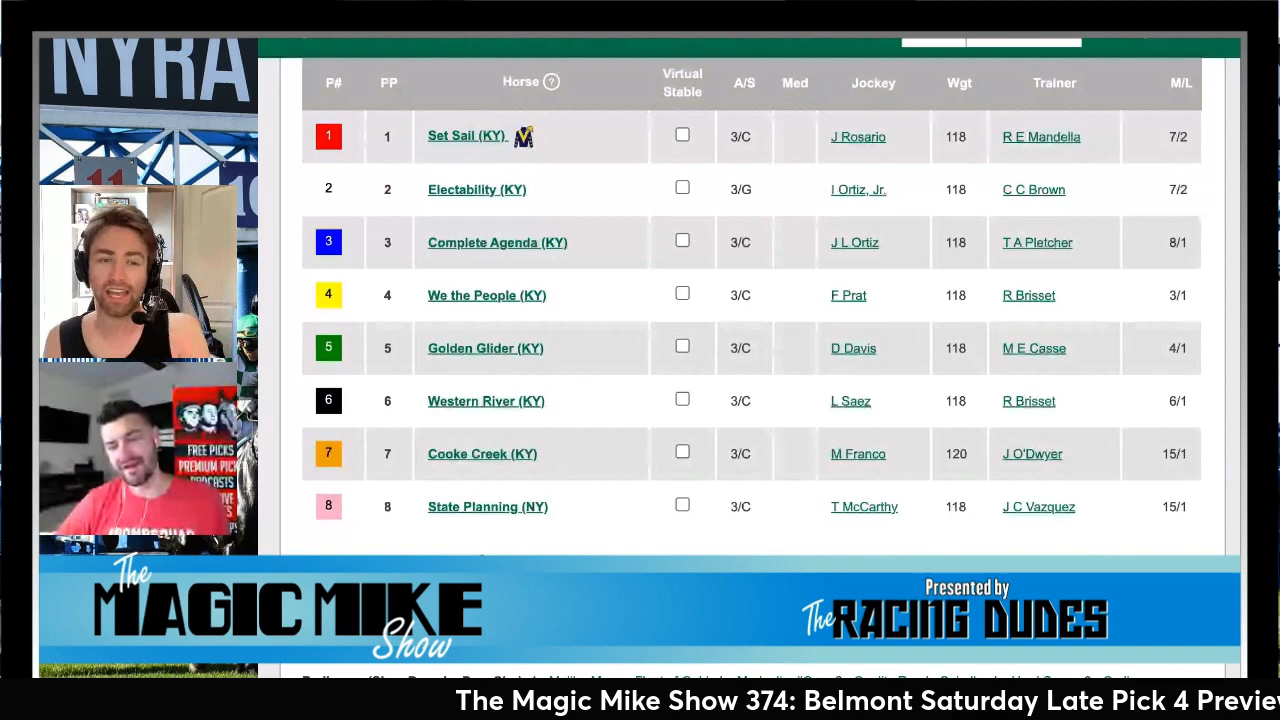 NYRA
11
P# PP Horse ? Virtual Stable A/S Med Jockey Wgt Trainer M/L
1 1 Set Sail (KY) 3/C J Rosario 118 R E Mandella 7/2
2 2 Electability (KY) 3/G I Ortiz, Jr. 118 C C Brown 7/2
3 3 Complete Agenda (KY) 3/C J L Ortiz 118 T A Pletcher 8/1
4 4 We the People (KY) 3/C F Prat 118 R Brisset 3/1
5 5 Golden Glider (KY) 3/C D Davis 118 M E Casse 4/1
6 6 Western River (KY) 3/C L Saez 118 R Brisset 6/1
7 7 Cooke Creek (KY) 3/C M Franco 120 J O'Dwyer 15/1
8 8 State Planning (NY) 3/C T McCarthy 118 J C Vazquez 15/1
FREE PICKS
PREMIUM PICK
The
MAGIC MIKE
Show
Presented by
The RACING DUDES
The Magic Mike Show 374: Belmont Saturday Late Pick 4 Previe